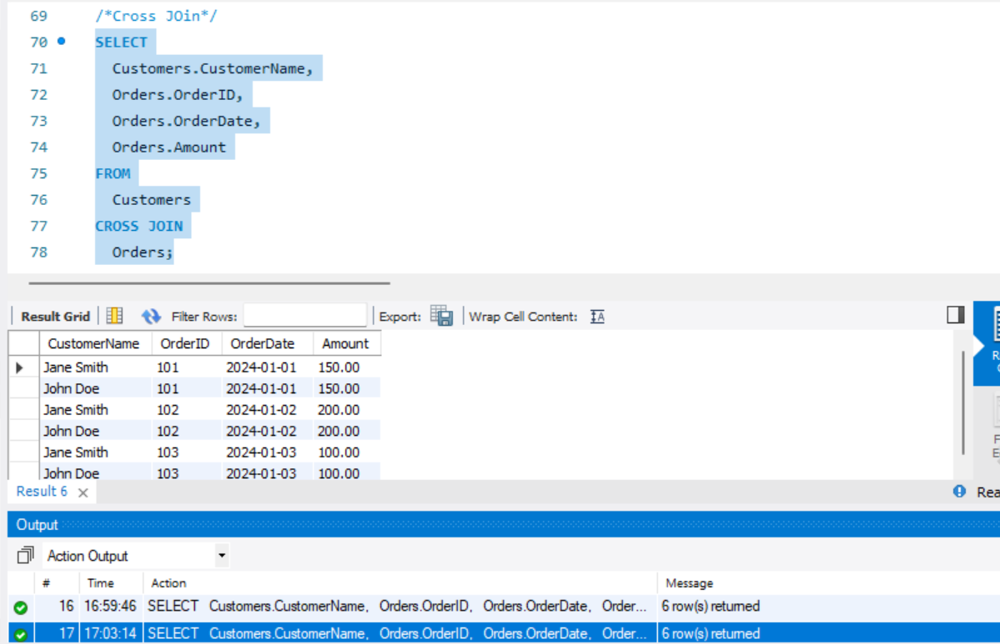 69 /*Cross JOin*/
70 SELECT
71 Customers.CustomerName,
72 Orders.OrderID,
73 Orders.OrderDate,
74 Orders.Amount
75 FROM
76 Customers
77 CROSS JOIN
78 Orders;
Result Grid Filter Rows: Export: Wrap Cell Content: IA
CustomerName OrderID OrderDate Amount
Jane Smith 101 2024-01-01 150.00
John Doe 101 2024-01-01 150.00
Jane Smith 102 2024-01-02 200.00
John Doe 102 2024-01-02 200.00
Jane Smith 103 2024-01-03 100.00
John Doe 103 2024-01-03 100.00
Result 6 Rea
Output
Action Output
# Time Action Message
16 16:59:46 SELECT Customers.CustomerName, Orders.OrderID, Orders.OrderDate, Order... 6 row(s) returned
17 17:03:14 SELECT Customers.CustomerName, Orders.OrderID, Orders.OrderDate, Order... 6 row(s) returned